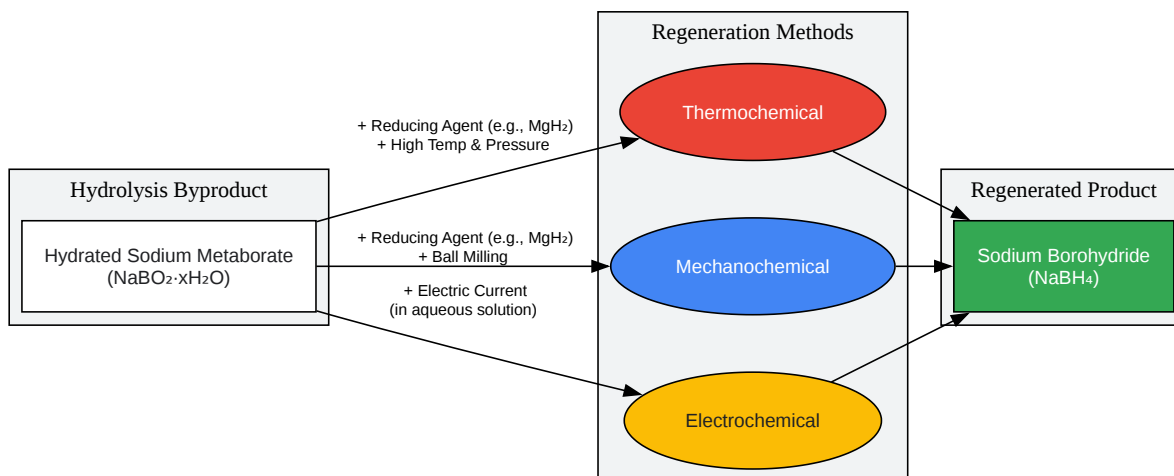 Hydrolysis Byproduct
Hydrated Sodium Metaborate
(NaBO₂·xH₂O)
+ Reducing Agent (e.g., MgH₂)
+ High Temp & Pressure
+ Reducing Agent (e.g., MgH₂)
+ Ball Milling
+ Electric Current
(in aqueous solution)
Regeneration Methods
Thermochemical
Mechanochemical
Electrochemical
Regenerated Product
Sodium Borohydride
(NaBH₄)